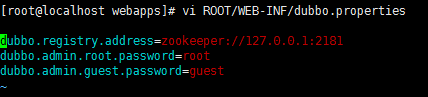 [root@localhost webapps]# vi ROOT/WEB-INF/dubbo.properties
dubbo.registry.address=zookeeper://127.0.0.1:2181
dubbo.admin.root.password=root
dubbo.admin.guest.password=guest
~